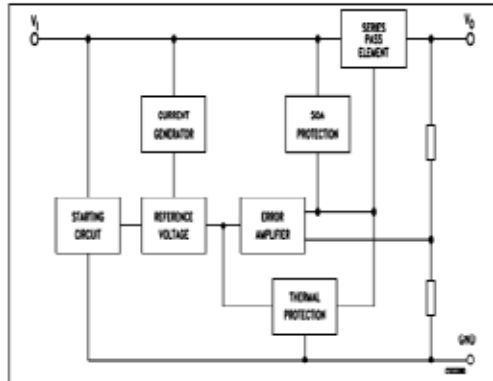 VI
VO
SERIES
PASS
ELEMENT
CURRENT
GENERATOR
SOA
PROTECTION
STARTING
CIRCUIT
REFERENCE
VOLTAGE
ERROR
AMPLIFIER
THERMAL
PROTECTION
GND